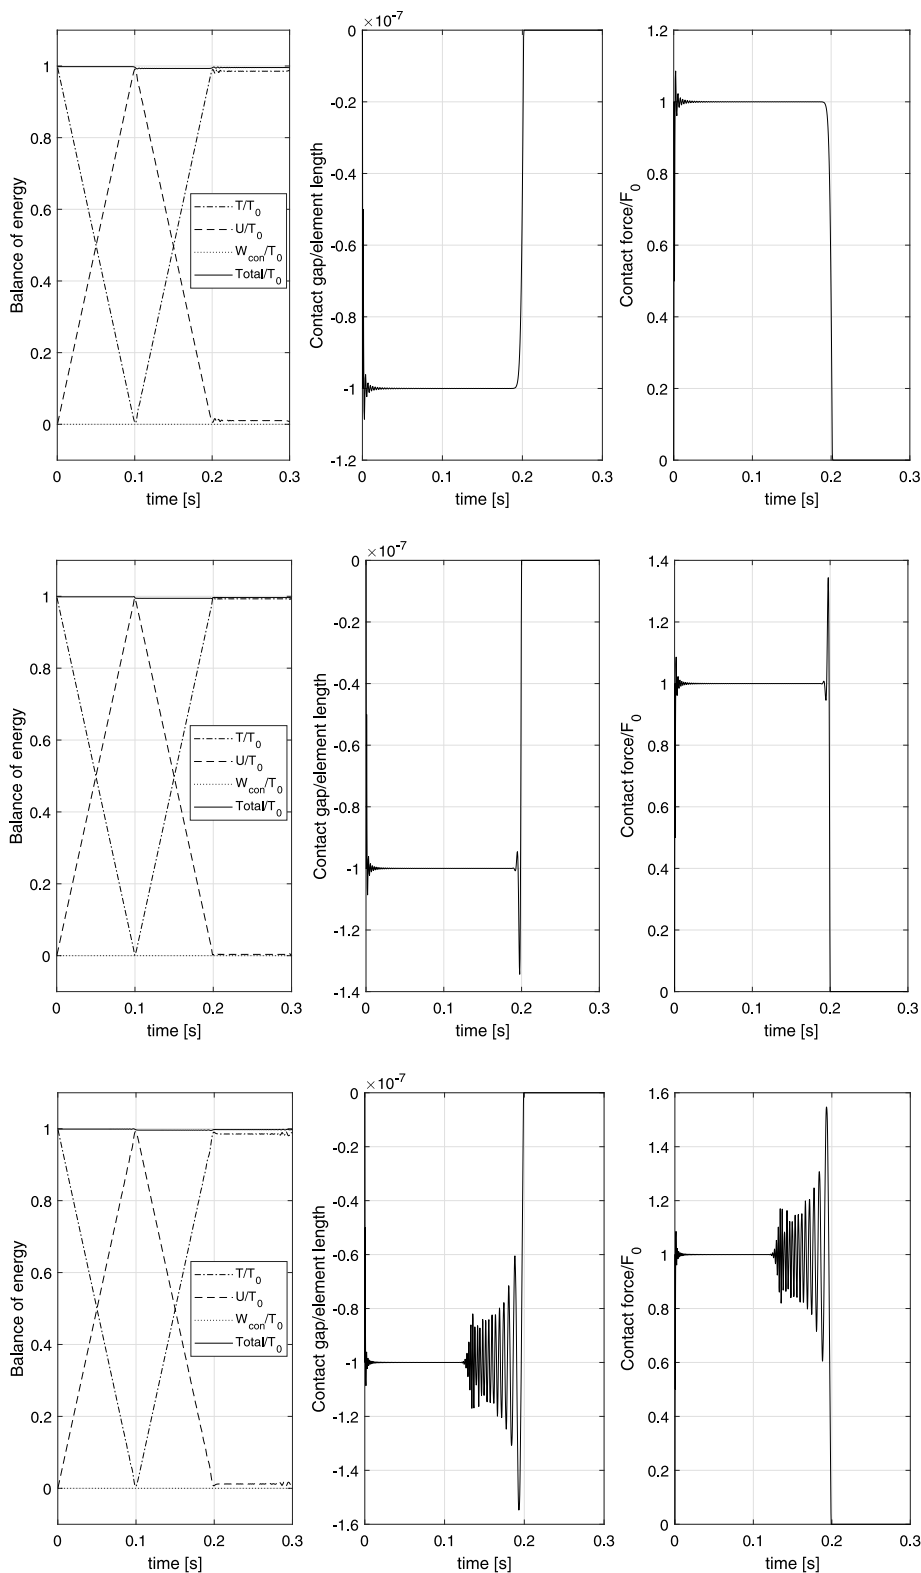 Balance of energy
1
0.8
0.6
0.4
0.2
0
0 0.1 0.2 0.3
time [s]
T/T0
U/T0
Wcon/T0
Total/T0
×10-7
Contact gap/element length
0
-0.2
-0.4
-0.6
-0.8
-1
-1.2
0 0.1 0.2 0.3
time [s]
Contact force/F0
1.2
1
0.8
0.6
0.4
0.2
0
0 0.1 0.2 0.3
time [s]
Balance of energy
1
0.8
0.6
0.4
0.2
0
0 0.1 0.2 0.3
time [s]
T/T0
U/T0
Wcon/T0
Total/T0
×10-7
Contact gap/element length
0
-0.2
-0.4
-0.6
-0.8
-1
-1.2
-1.4
0 0.1 0.2 0.3
time [s]
Contact force/F0
1.4
1.2
1
0.8
0.6
0.4
0.2
0
0 0.1 0.2 0.3
time [s]
Balance of energy
1
0.8
0.6
0.4
0.2
0
0 0.1 0.2 0.3
time [s]
T/T0
U/T0
Wcon/T0
Total/T0
×10-7
Contact gap/element length
0
-0.2
-0.4
-0.6
-0.8
-1
-1.2
-1.4
-1.6
0 0.1 0.2 0.3
time [s]
Contact force/F0
1.6
1.4
1.2
1
0.8
0.6
0.4
0.2
0
0 0.1 0.2 0.3
time [s]